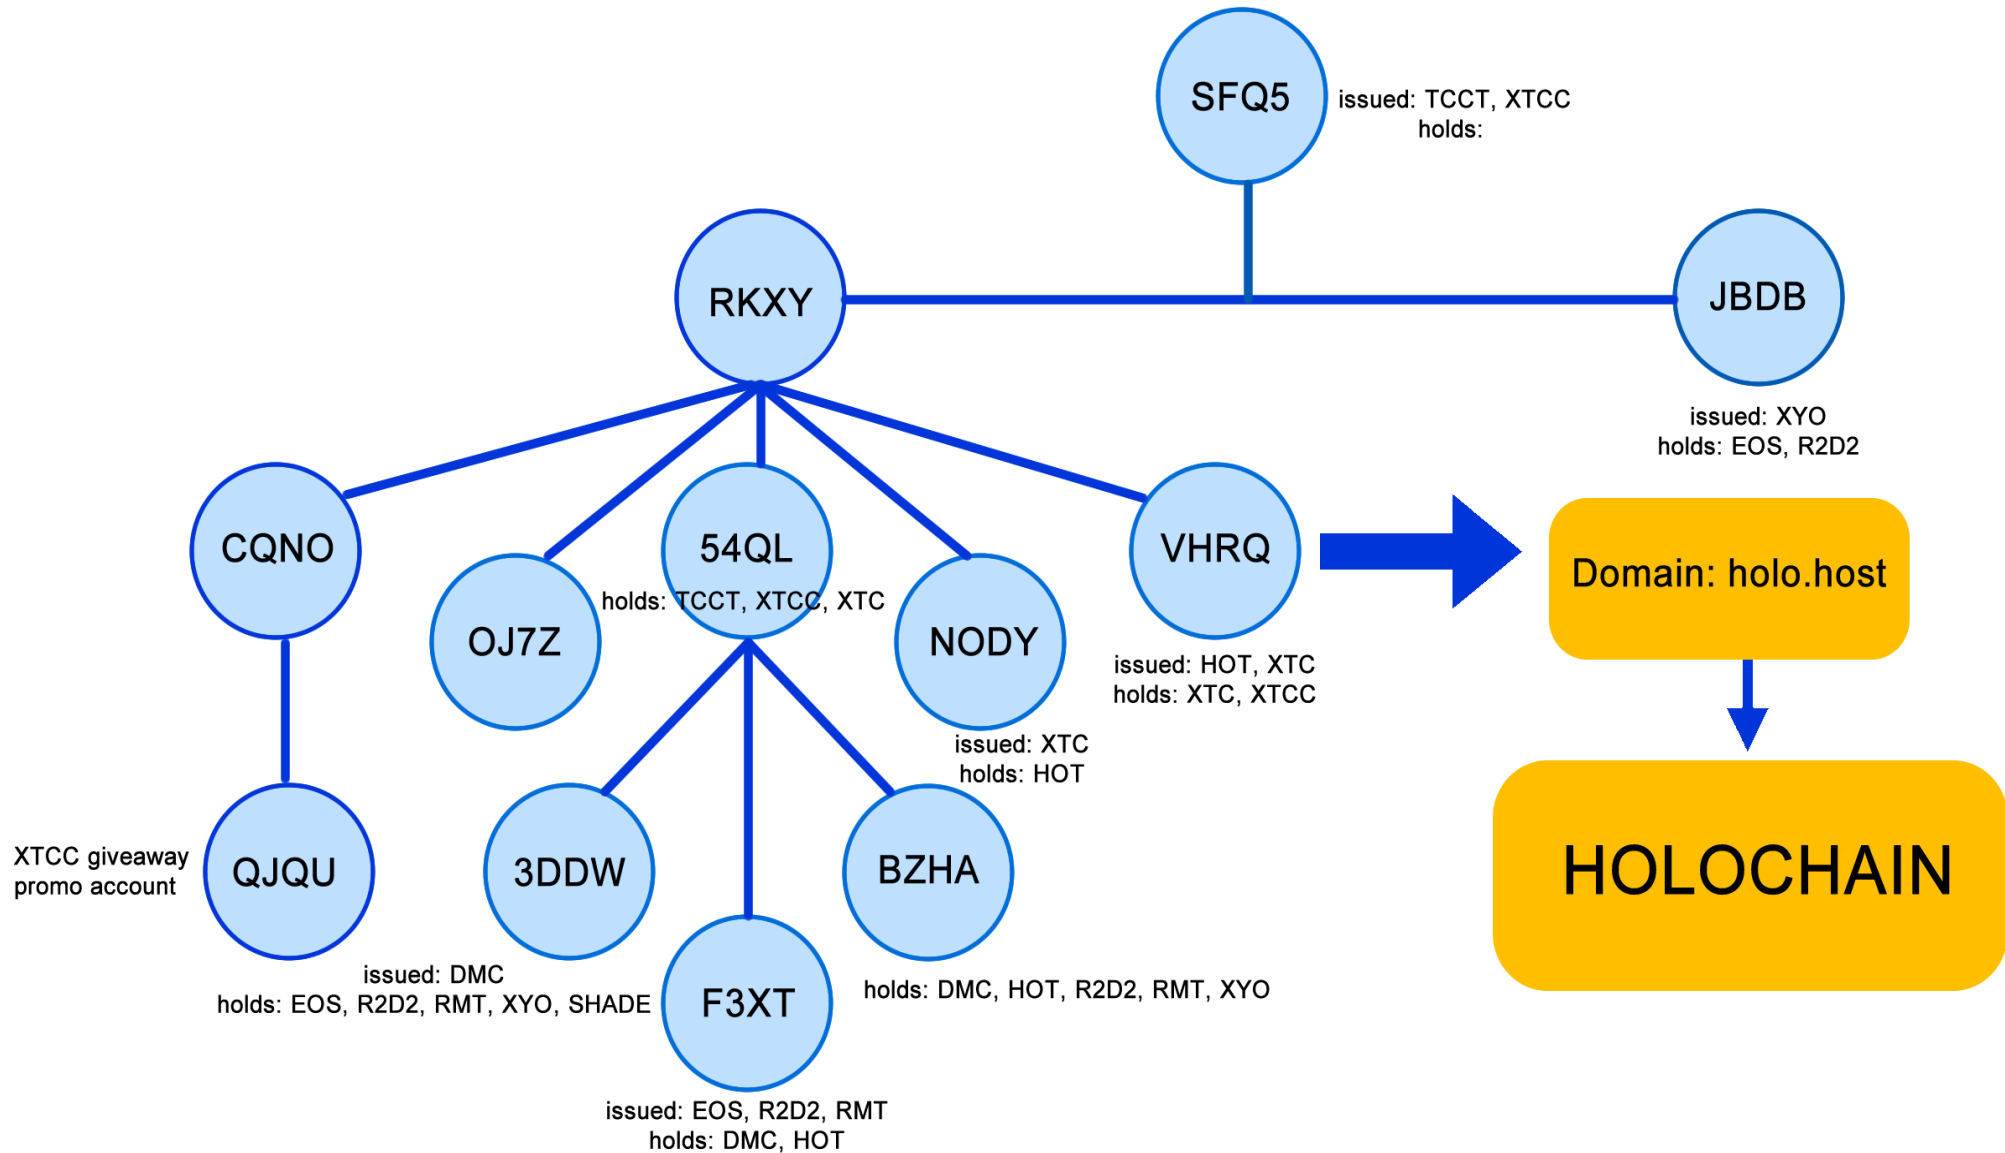 SFQ5
issued: TCCT, XTCC
holds:
RKXY
JBDB
issued: XYO
holds: EOS, R2D2
CQNO
OJ7Z
54QL
holds: TCCT, XTCC, XTC
NODY
issued: XTC
holds: HOT
VHRQ
issued: HOT, XTC
holds: XTC, XTCC
Domain: holo.host
HOLOCHAIN
XTCC giveaway
promo account
QJQU
3DDW
issued: DMC
holds: EOS, R2D2, RMT, XYO, SHADE
F3XT
issued: EOS, R2D2, RMT
holds: DMC, HOT
BZHA
holds: DMC, HOT, R2D2, RMT, XYO